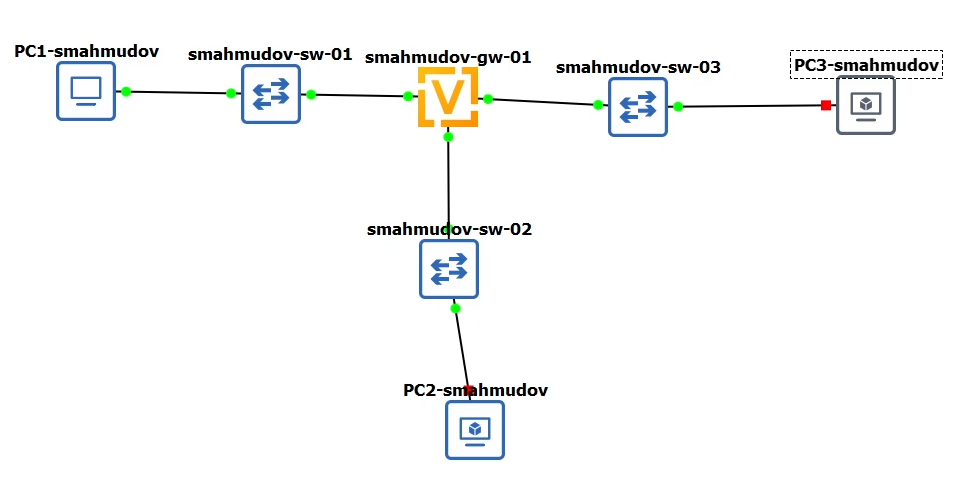 PC1-smahmudov
smahmudov-sw-01
smahmudov-gw-01
smahmudov-sw-03
PC3-smahmudov
V
smahmudov-sw-02
PC2-smahmudov